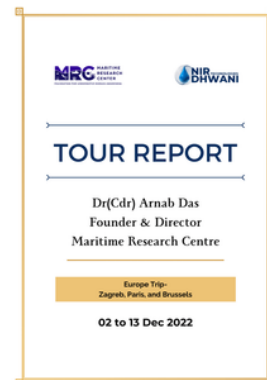 MRC MARITIME
RESEARCH
CENTER
NIR
DHWANI
TOUR REPORT
Dr(Cdr) Arnab Das
Founder & Director
Maritime Research Centre
Europe Trip-
Zagreb, Paris, and Brussels
02 to 13 Dec 2022